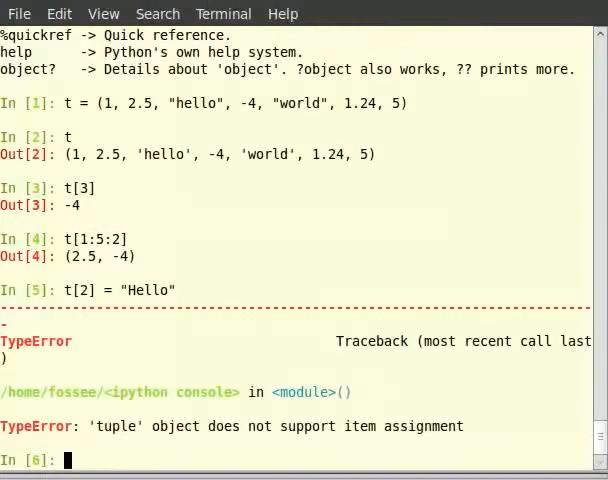 File Edit View Search Terminal Help
%quickref -> Quick reference.
help      -> Python's own help system.
object?   -> Details about 'object'. ?object also works, ?? prints more.
In [1]: t = (1, 2.5, "hello", -4, "world", 1.24, 5)
In [2]: t
Out[2]: (1, 2.5, 'hello', -4, 'world', 1.24, 5)
In [3]: t[3]
Out[3]: -4
In [4]: t[1:5:2]
Out[4]: (2.5, -4)
In [5]: t[2] = "Hello"
---------------------------------------------------------------------------
-
TypeError                                 Traceback (most recent call last
)
/home/fossee/<ipython console> in <module>()
TypeError: 'tuple' object does not support item assignment
In [6]: